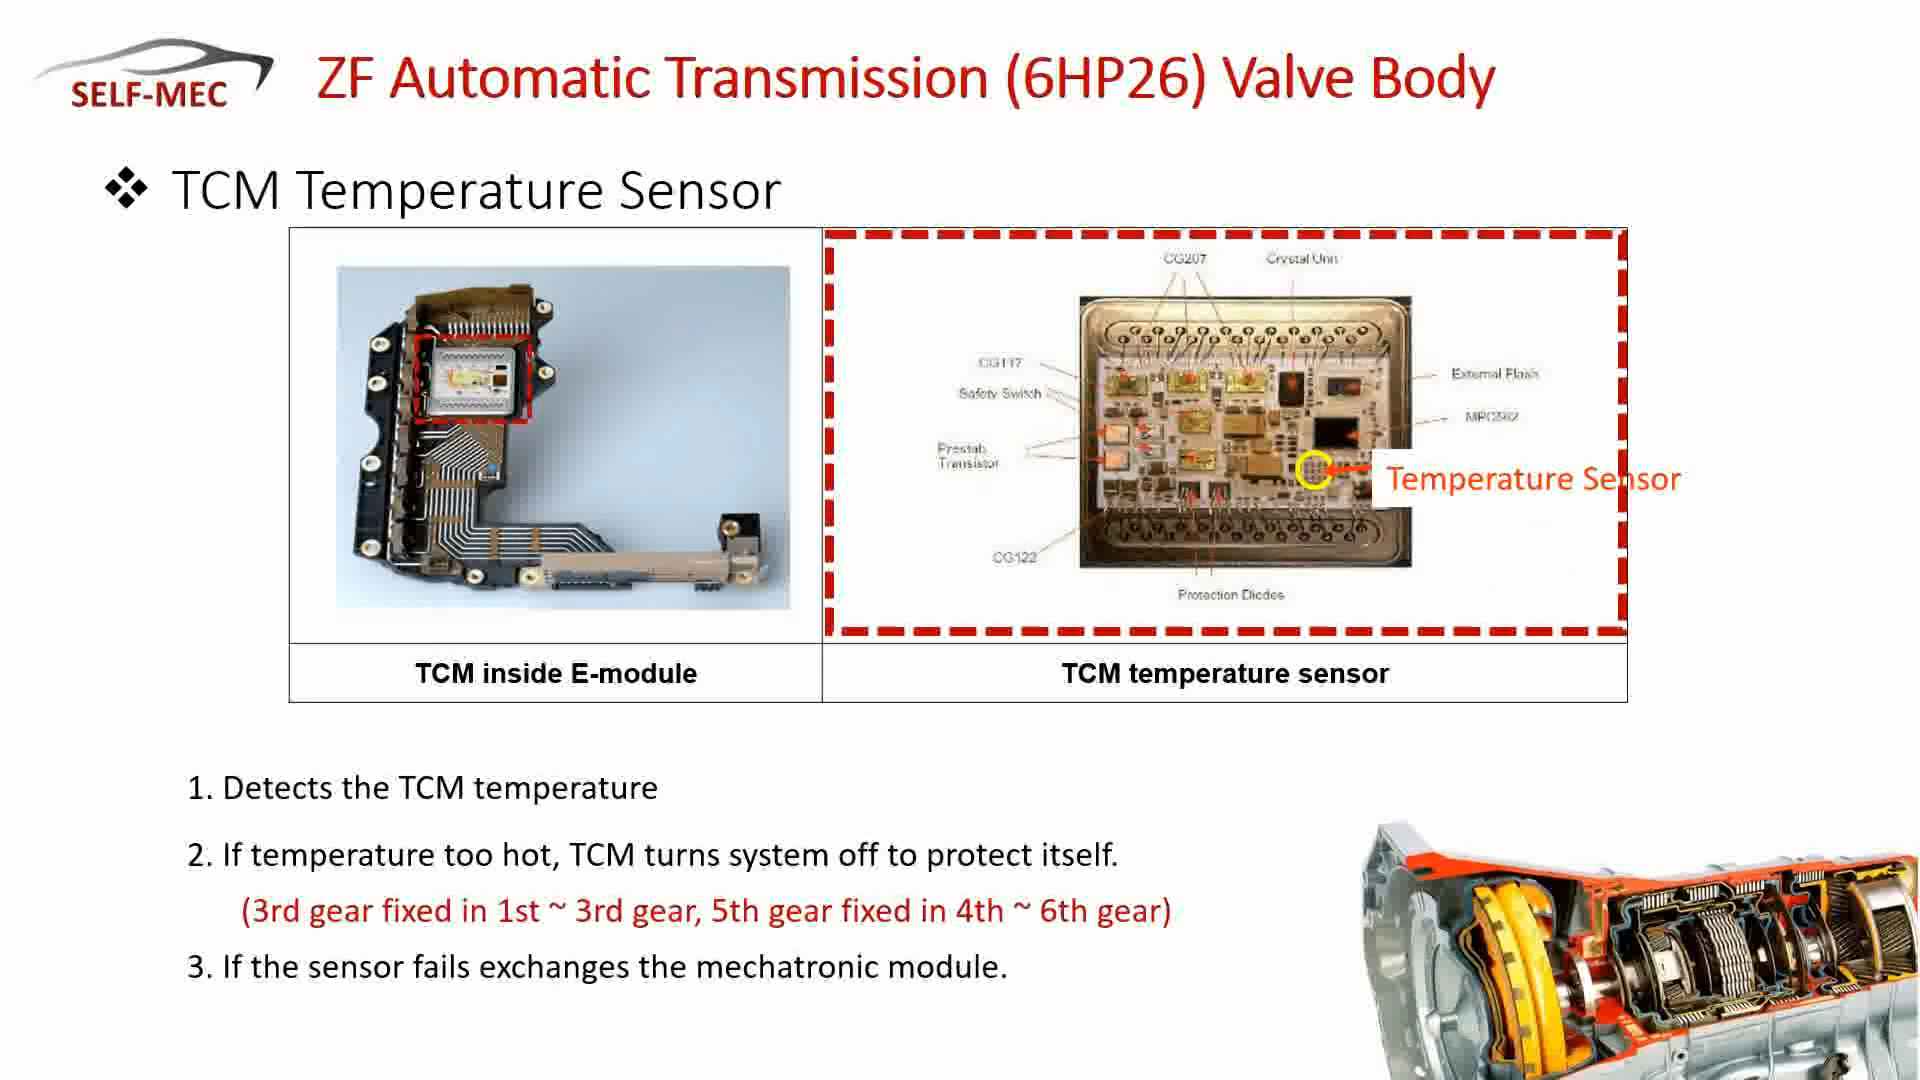 SELF-MEC
ZF Automatic Transmission (6HP26) Valve Body
❖ TCM Temperature Sensor
CG207
Crystal Unit
CG117
External Flash
Safety Switch
Prestab.
Transistor
Temperature Sensor
CG122
Protection Diodes
TCM inside E-module
TCM temperature sensor
1. Detects the TCM temperature
2. If temperature too hot, TCM turns system off to protect itself.
(3rd gear fixed in 1st ~ 3rd gear, 5th gear fixed in 4th ~ 6th gear)
3. If the sensor fails exchanges the mechatronic module.